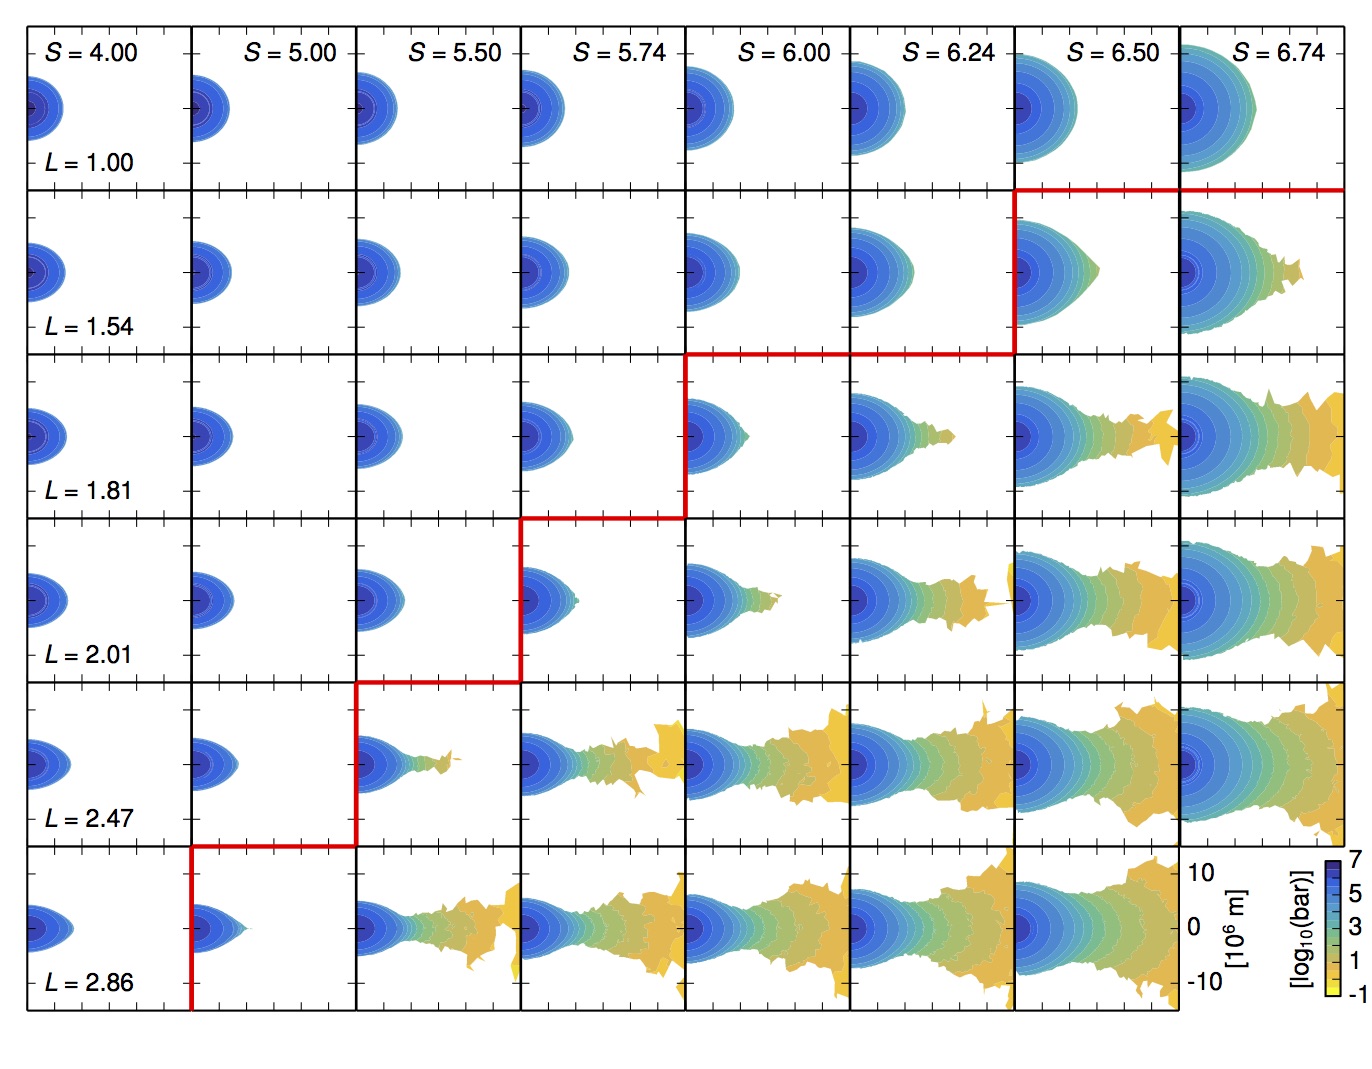 S = 4.00 S = 5.00 S = 5.50 S = 5.74 S = 6.00 S = 6.24 S = 6.50 S = 6.74
L = 1.00
L = 1.54
L = 1.81
L = 2.01
L = 2.47
L = 2.86
10
0
-10
[10⁶ m]
[log₁₀(bar)]
7
5
3
1
-1